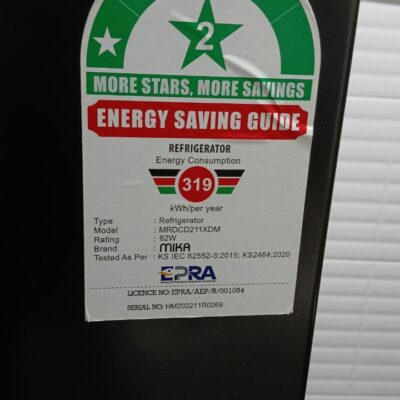 2
MORE STARS, MORE SAVINGS
ENERGY SAVING GUIDE
REFRIGERATOR
Energy Consumption
319
kWh/per year
Type : Refrigerator
Model : MRDCD211XDM
Rating : 62W
Brand : MIKA
Tested As Per : KS IEC 62552-3:2015; KS2464:2020
EPRA
LICENCE NO: EPRA/AEP/R/001084
SERIAL NO: HM202211R0269